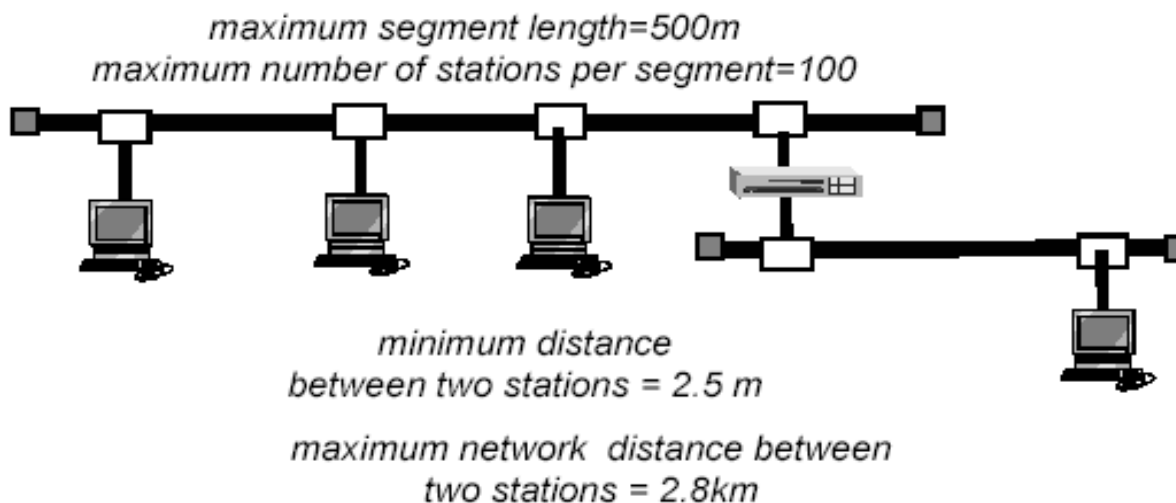 maximum segment length=500m
maximum number of stations per segment=100
minimum distance
between two stations = 2.5 m
maximum network distance between
two stations = 2.8km